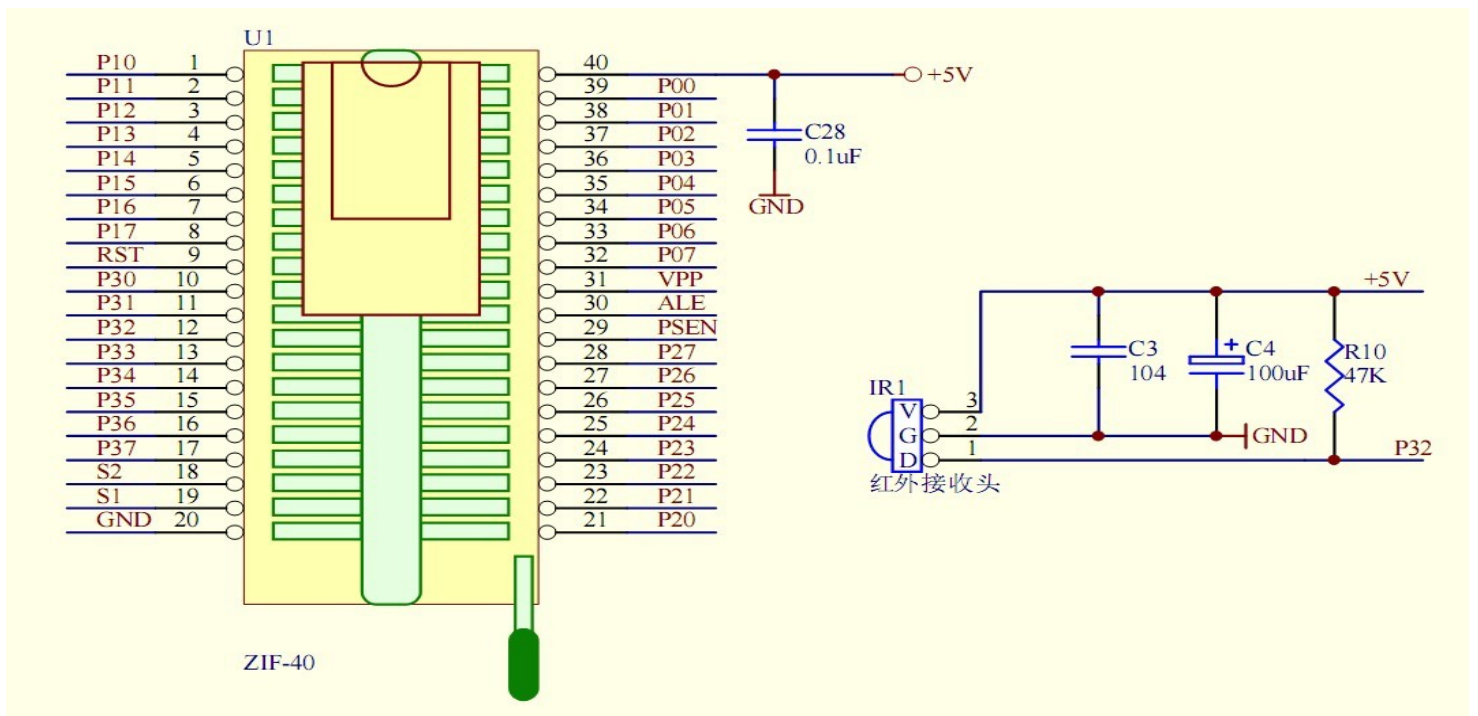 U1
P10 1
P11 2
P12 3
P13 4
P14 5
P15 6
P16 7
P17 8
RST 9
P30 10
P31 11
P32 12
P33 13
P34 14
P35 15
P36 16
P37 17
S2 18
S1 19
GND 20
40
39 P00
38 P01
37 P02
36 P03
35 P04
34 P05
33 P06
32 P07
31 VPP
30 ALE
29 PSEN
28 P27
27 P26
26 P25
25 P24
24 P23
23 P22
22 P21
21 P20
ZIF-40
+5V
C28
0.1uF
GND
+5V
C3
104
+
C4
100uF
R10
47K
IR1
V 3
G 2
D 1
GND
P32
红外接收头